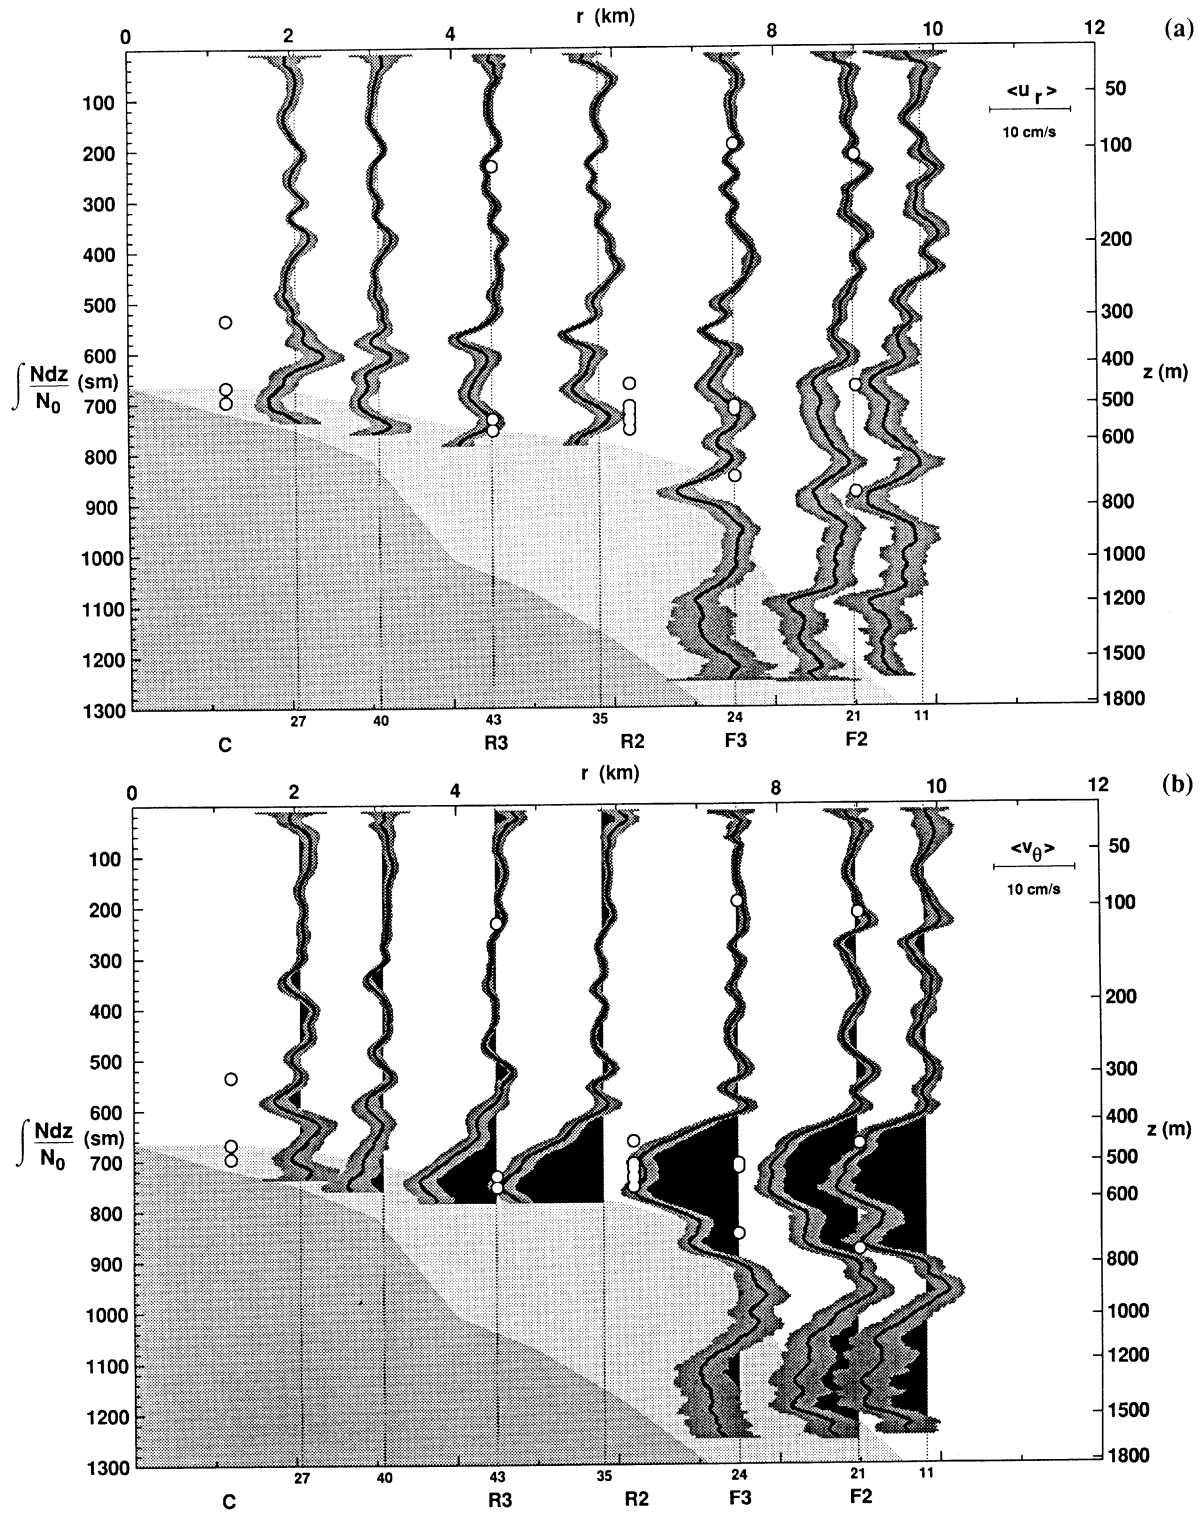 r (km)
(a)
0 2 4 6 8 10 12
100 50
<u r>
10 cm/s
200 100
300
400 200
500 300
600 400
∫ Ndz/N0 (sm) z (m)
700 500
600
800
900 800
1000 1000
1100 1200
1200 1500
1300 1800
27 40 43 35 24 21 11
C R3 R2 F3 F2
r (km)
(b)
0 2 4 6 8 10 12
100 50
<vθ>
10 cm/s
200 100
300
400 200
500 300
600 400
∫ Ndz/N0 (sm) z (m)
700 500
600
800
900 800
1000 1000
1100 1200
1200 1500
1300 1800
27 40 43 35 24 21 11
C R3 R2 F3 F2